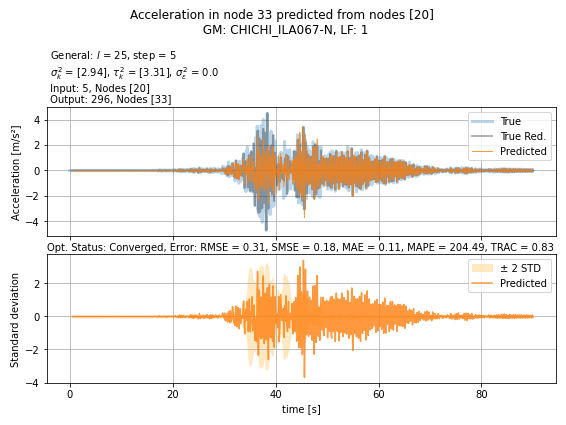 Acceleration in node 33 predicted from nodes [20]
GM: CHICHI_ILA067-N, LF: 1
General: l = 25, step = 5
σ²ₖ = [2.94], τ²ₖ = [3.31], σ²ε = 0.0
Input: 5, Nodes [20]
Output: 296, Nodes [33]
Acceleration [m/s²]
4
2
0
−2
−4
True
True Red.
Predicted
Opt. Status: Converged, Error: RMSE = 0.31, SMSE = 0.18, MAE = 0.11, MAPE = 204.49, TRAC = 0.83
Standard deviation
2
0
−2
−4
± 2 STD
Predicted
0 20 40 60 80
time [s]